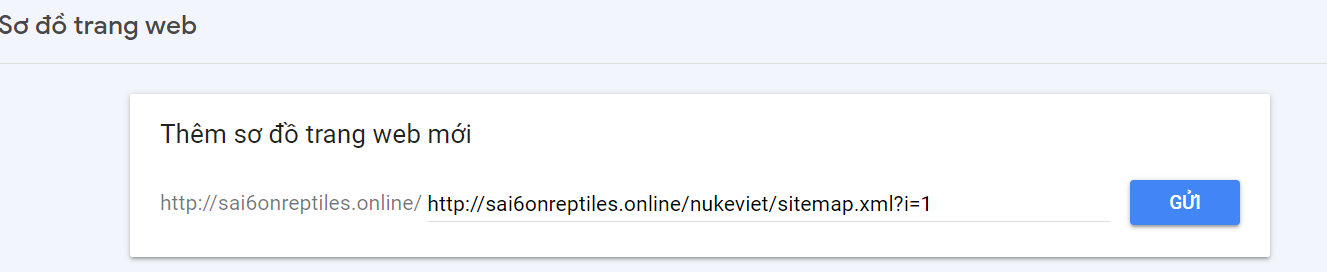 Sơ đồ trang web
Thêm sơ đồ trang web mới
http://sai6onreptiles.online/ http://sai6onreptiles.online/nukeviet/sitemap.xml?i=1 GỬI